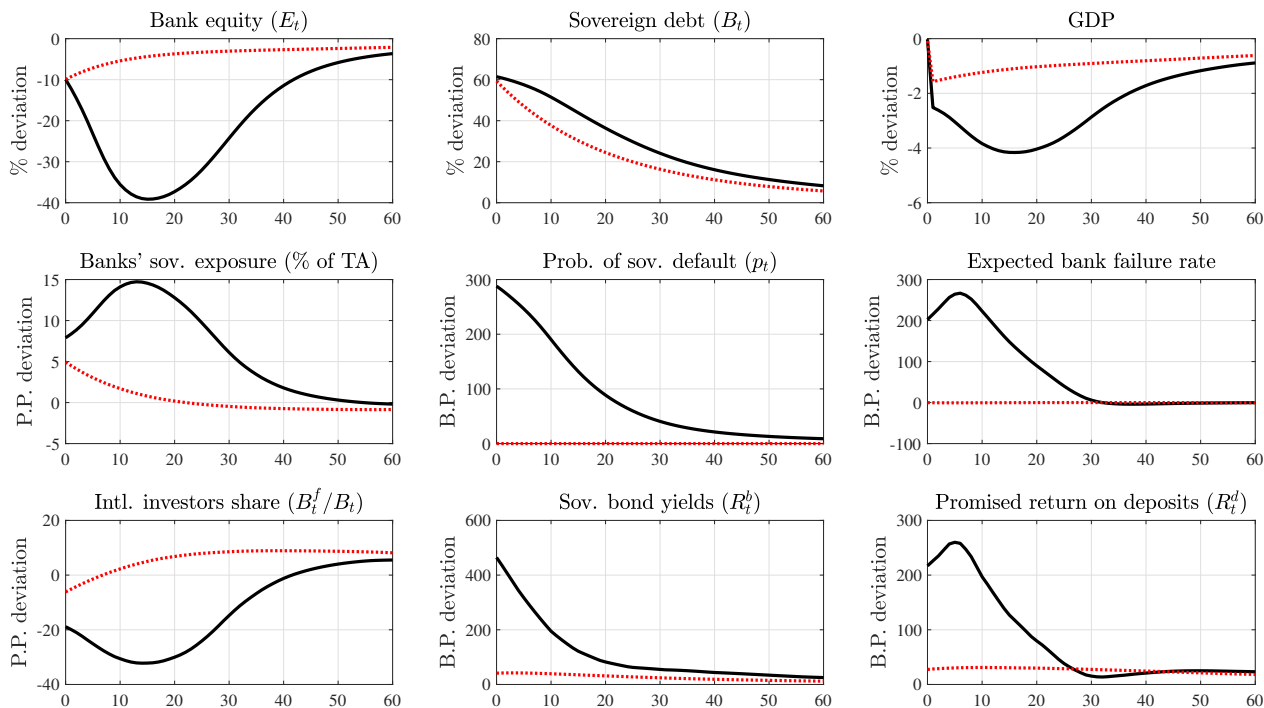 Bank equity (E_t)
Sovereign debt (B_t)
GDP
% deviation
0
-10
-20
-30
-40
0 10 20 30 40 50 60
% deviation
80
60
40
20
0
0 10 20 30 40 50 60
% deviation
0
-2
-4
-6
0 10 20 30 40 50 60
Banks' sov. exposure (% of TA)
Prob. of sov. default (p_t)
Expected bank failure rate
P.P. deviation
15
10
5
0
-5
0 10 20 30 40 50 60
B.P. deviation
300
200
100
0
0 10 20 30 40 50 60
B.P. deviation
300
200
100
0
-100
0 10 20 30 40 50 60
Intl. investors share (B_t^f/B_t)
Sov. bond yields (R_t^b)
Promised return on deposits (R_t^d)
P.P. deviation
20
0
-20
-40
0 10 20 30 40 50 60
B.P. deviation
600
400
200
0
0 10 20 30 40 50 60
B.P. deviation
300
200
100
0
0 10 20 30 40 50 60